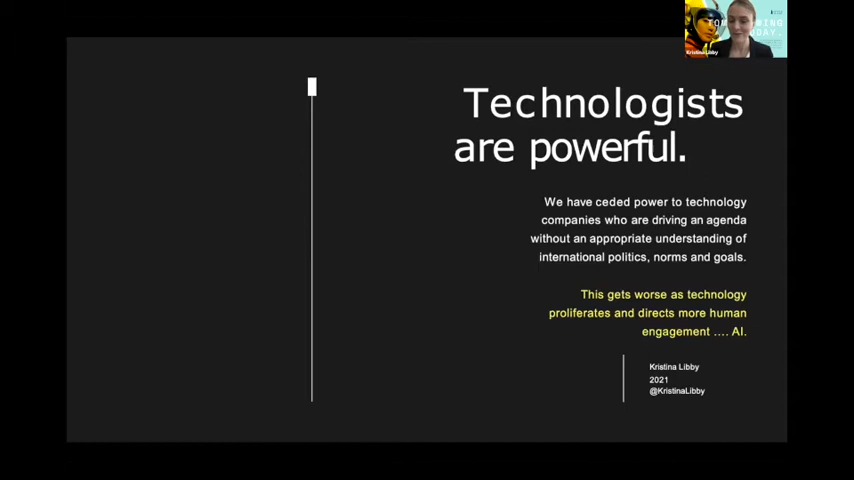 Technologists
are powerful.
We have ceded power to technology
companies who are driving an agenda
without an appropriate understanding of
international politics, norms and goals.
This gets worse as technology
proliferates and directs more human
engagement .... AI.
Kristina Libby
2021
@KristinaLibby
Kristina Libby